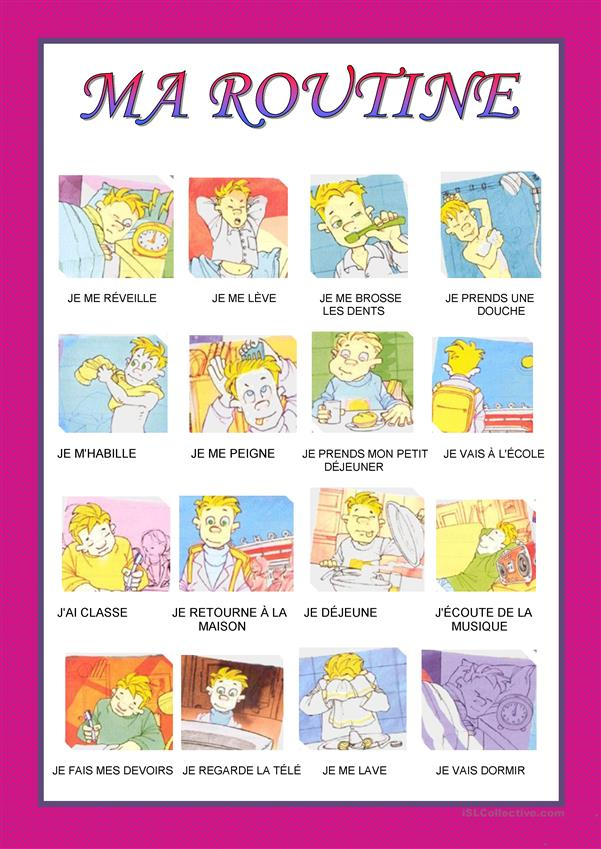 MA ROUTINE
JE ME RÉVEILLE
JE ME LÈVE
JE ME BROSSE
LES DENTS
JE PRENDS UNE
DOUCHE
JE M'HABILLE
JE ME PEIGNE
JE PRENDS MON PETIT
DÉJEUNER
JE VAIS À L'ÉCOLE
J'AI CLASSE
JE RETOURNE À LA
MAISON
JE DÉJEUNE
J'ÉCOUTE DE LA
MUSIQUE
JE FAIS MES DEVOIRS
JE REGARDE LA TÉLÉ
JE ME LAVE
JE VAIS DORMIR
iSLCollective.com